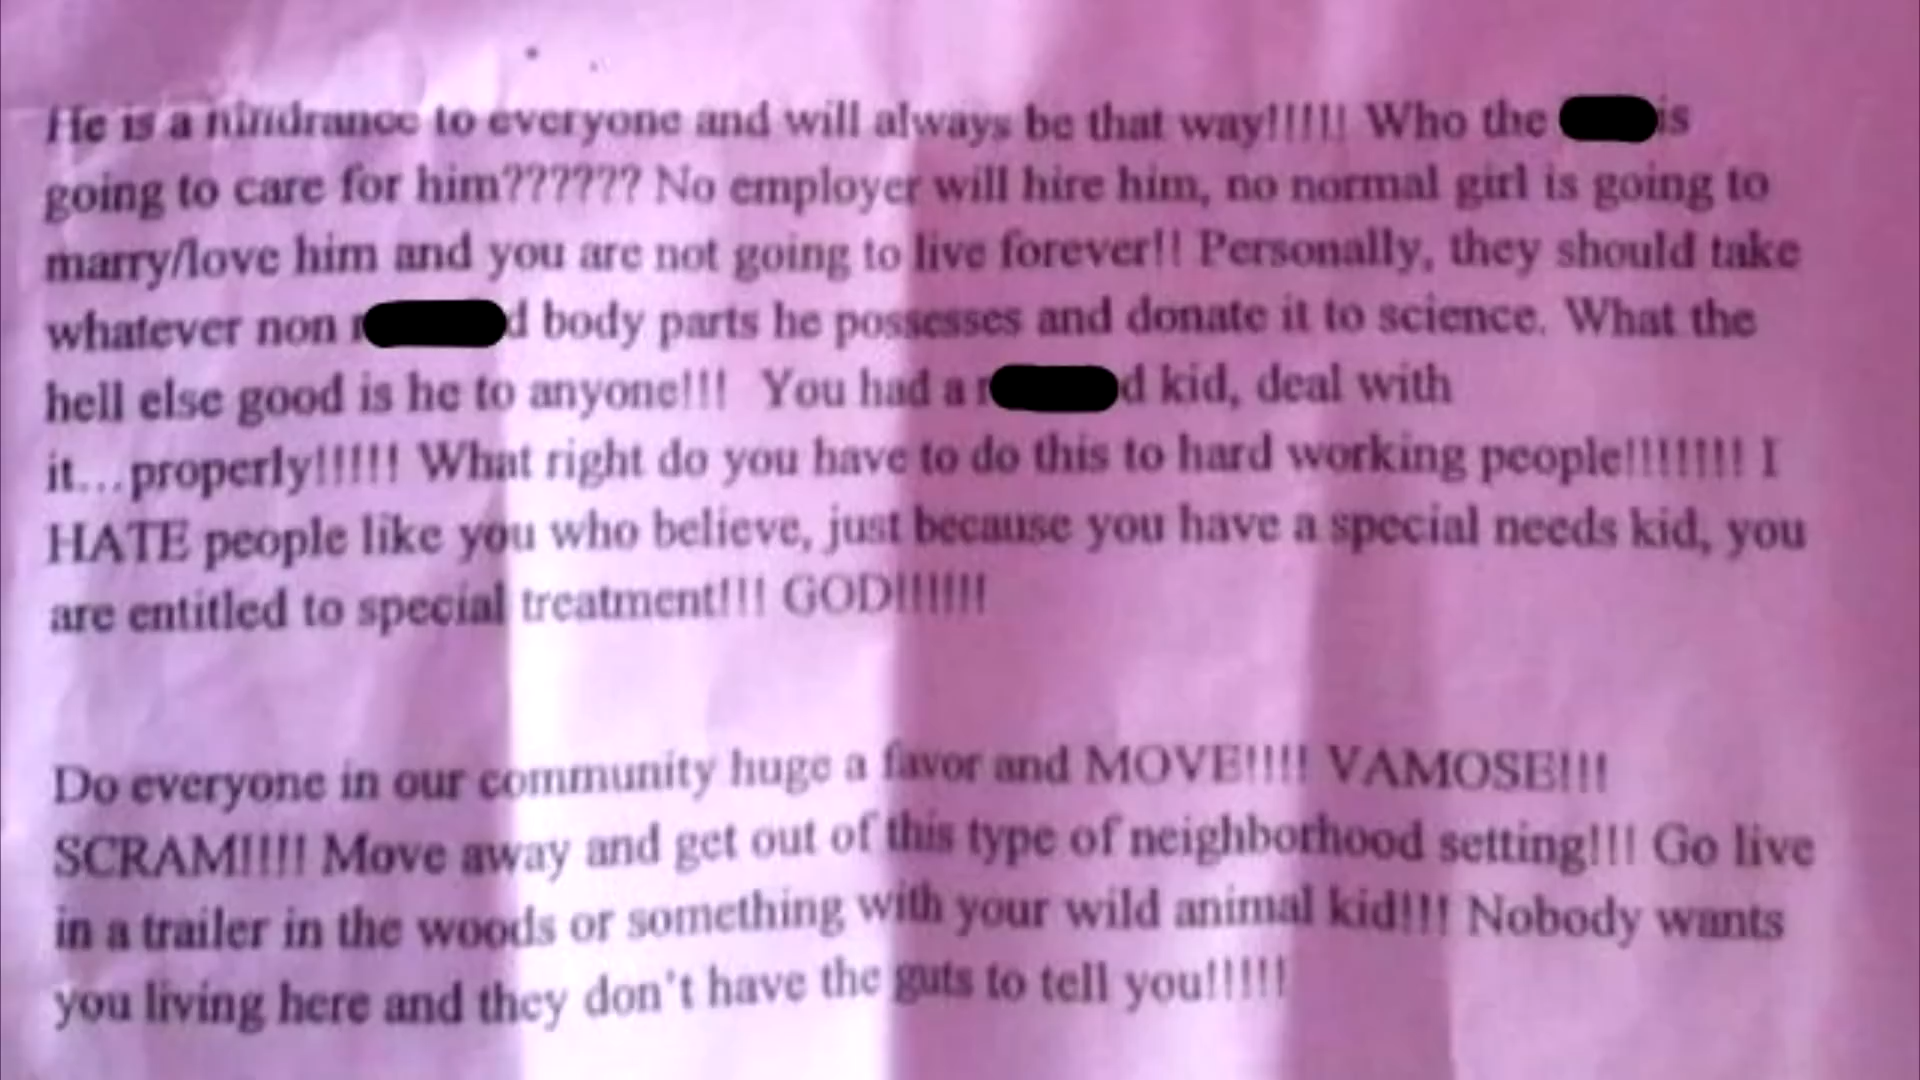 He is a hindrance to everyone and will always be that way!!!!! Who the is
going to care for him?????? No employer will hire him, no normal girl is going to
marry/love him and you are not going to live forever!! Personally, they should take
whatever non r d body parts he possesses and donate it to science. What the
hell else good is he to anyone!!! You had a r d kid, deal with
it...properly!!!!! What right do you have to do this to hard working people!!!!!!!! I
HATE people like you who believe, just because you have a special needs kid, you
are entitled to special treatment!!! GOD!!!!!!
Do everyone in our community huge a favor and MOVE!!!! VAMOSE!!!
SCRAM!!!! Move away and get out of this type of neighborhood setting!!! Go live
in a trailer in the woods or something with your wild animal kid!!! Nobody wants
you living here and they don't have the guts to tell you!!!!!